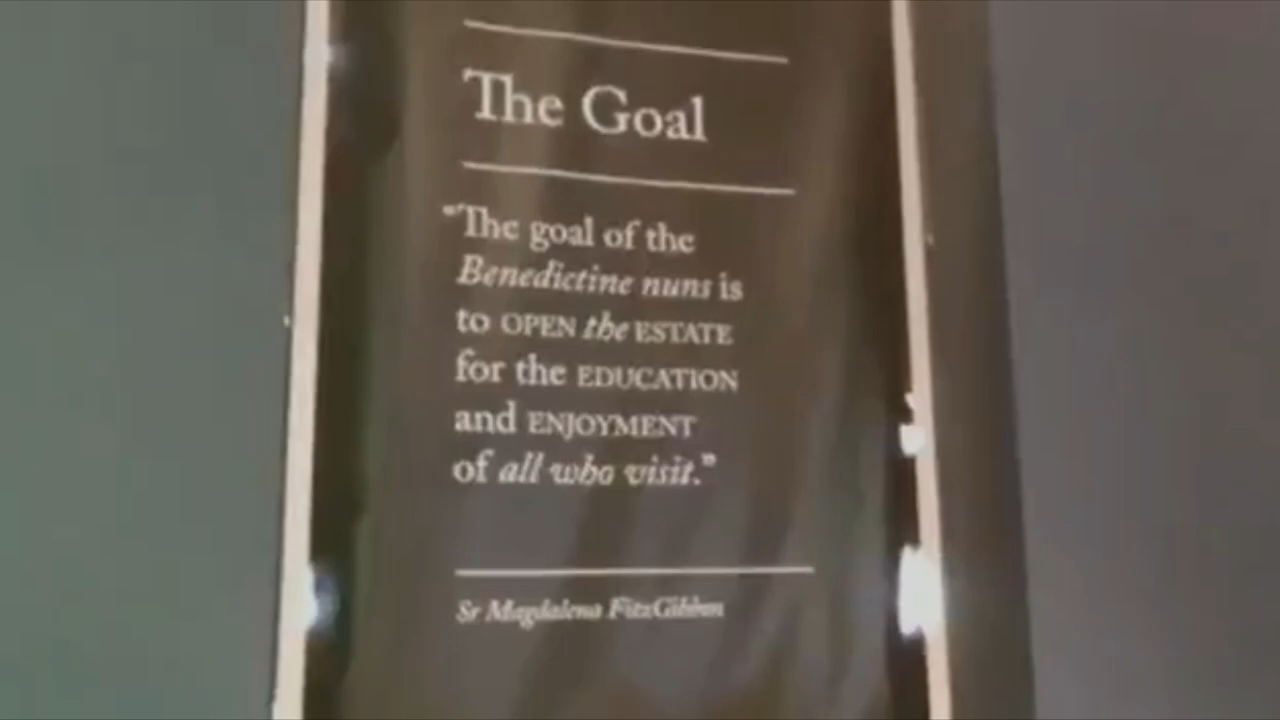 The Goal
“The goal of the
Benedictine nuns is
to OPEN the ESTATE
for the EDUCATION
and ENJOYMENT
of all who visit.”
Sr Magdalena FitzGibbon